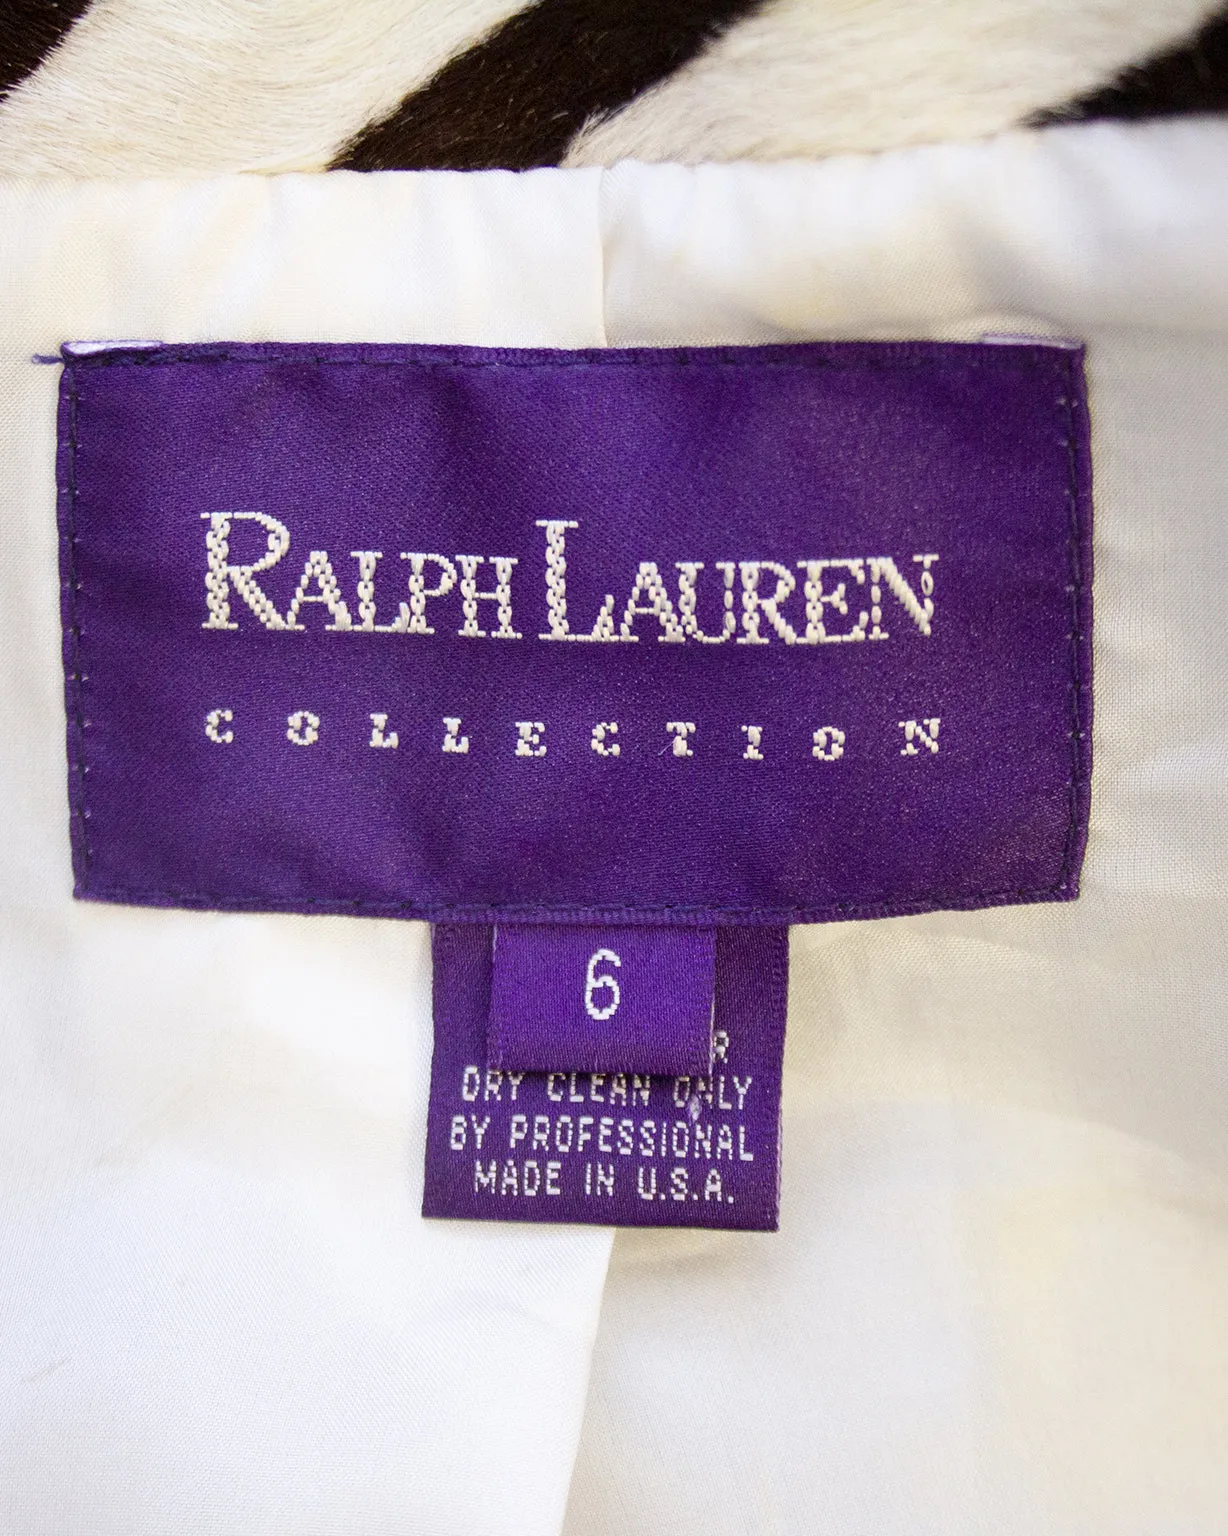 RALPH LAUREN
COLLECTION
6
DRY CLEAN ONLY
BY PROFESSIONAL
MADE IN U.S.A.